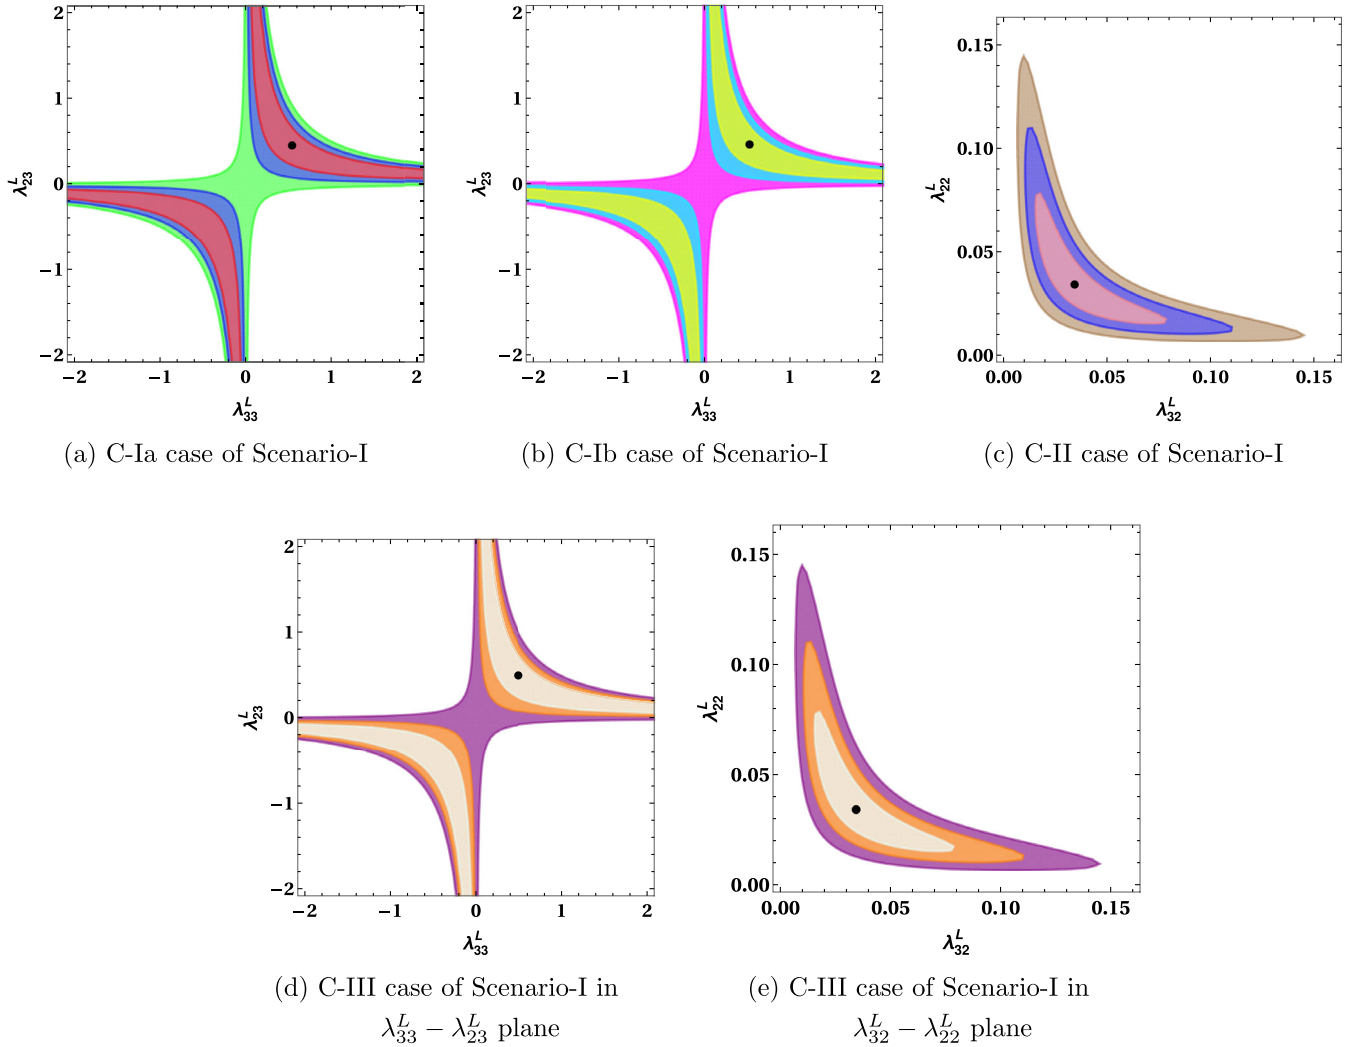 2
1
0
−1
−2
−2
−1
0
1
2
λ^L_23
λ^L_33
(a) C-Ia case of Scenario-I
2
1
0
−1
−2
−2
−1
0
1
2
λ^L_23
λ^L_33
(b) C-Ib case of Scenario-I
0.15
0.10
0.05
0.00
0.00
0.05
0.10
0.15
λ^L_22
λ^L_32
(c) C-II case of Scenario-I
2
1
0
−1
−2
−2
−1
0
1
2
λ^L_23
λ^L_33
(d) C-III case of Scenario-I in
λ^L_33 − λ^L_23 plane
0.15
0.10
0.05
0.00
0.00
0.05
0.10
0.15
λ^L_22
λ^L_32
(e) C-III case of Scenario-I in
λ^L_32 − λ^L_22 plane